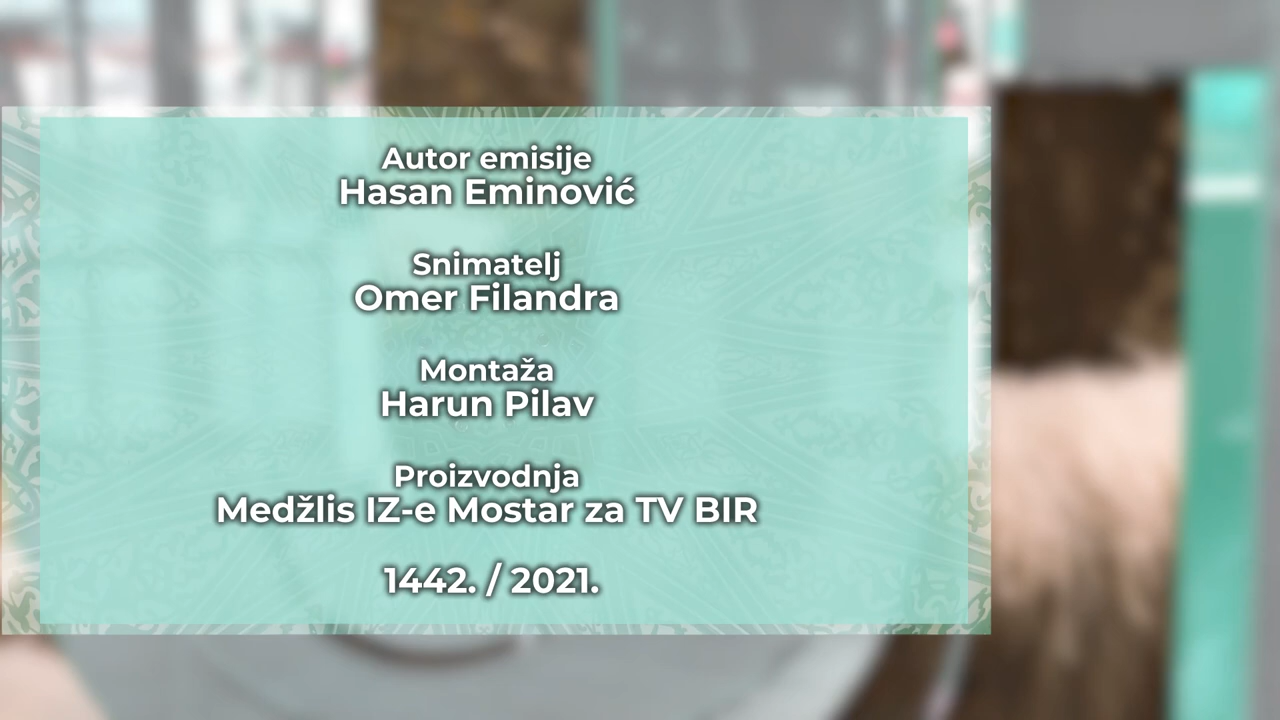 Autor emisije
Hasan Eminović
Snimatelj
Omer Filandra
Montaža
Harun Pilav
Proizvodnja
Medžlis IZ-e Mostar za TV BIR
1442. / 2021.